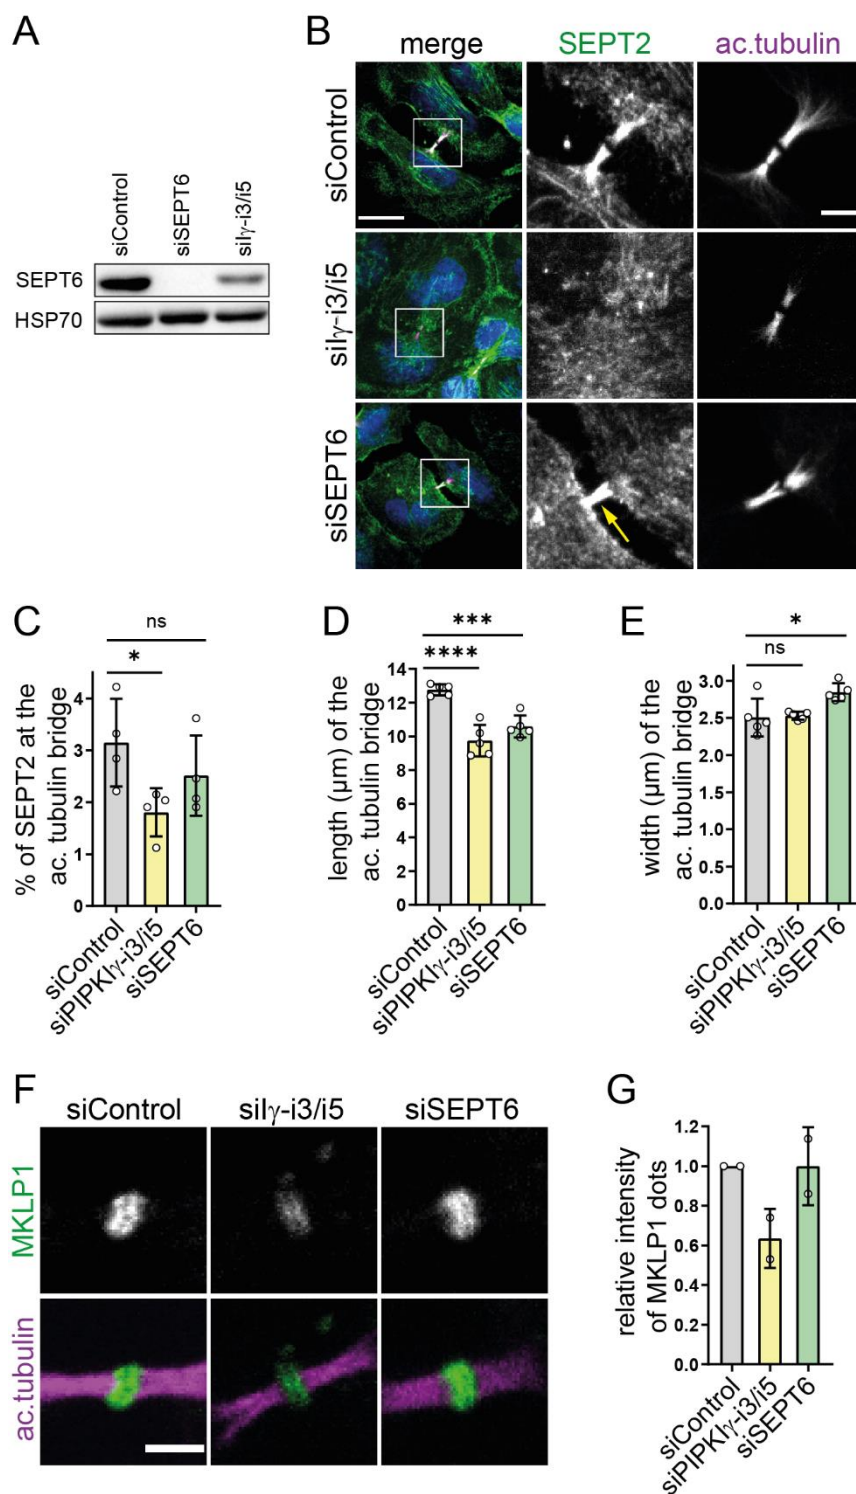 A
siControl
siSEPT6
siIγ-i3/i5
SEPT6
HSP70
B
merge
SEPT2
ac.tubulin
siControl
siIγ-i3/i5
siSEPT6
C
ns
*
% of SEPT2 at the
ac. tubulin bridge
4
3
2
1
0
siControl
siPIPKIγ-i3/i5
siSEPT6
D
***
****
length (µm) of the
ac. tubulin bridge
14
12
10
8
6
4
2
0
siControl
siPIPKIγ-i3/i5
siSEPT6
E
*
ns
width (µm) of the
ac. tubulin bridge
3.0
2.5
2.0
1.5
1.0
0.5
0.0
siControl
siPIPKIγ-i3/i5
siSEPT6
F
siControl
siIγ-i3/i5
siSEPT6
MKLP1
ac.tubulin
G
relative intensity
of MKLP1 dots
1.2
1.0
0.8
0.6
0.4
0.2
0.0
siControl
siPIPKIγ-i3/i5
siSEPT6